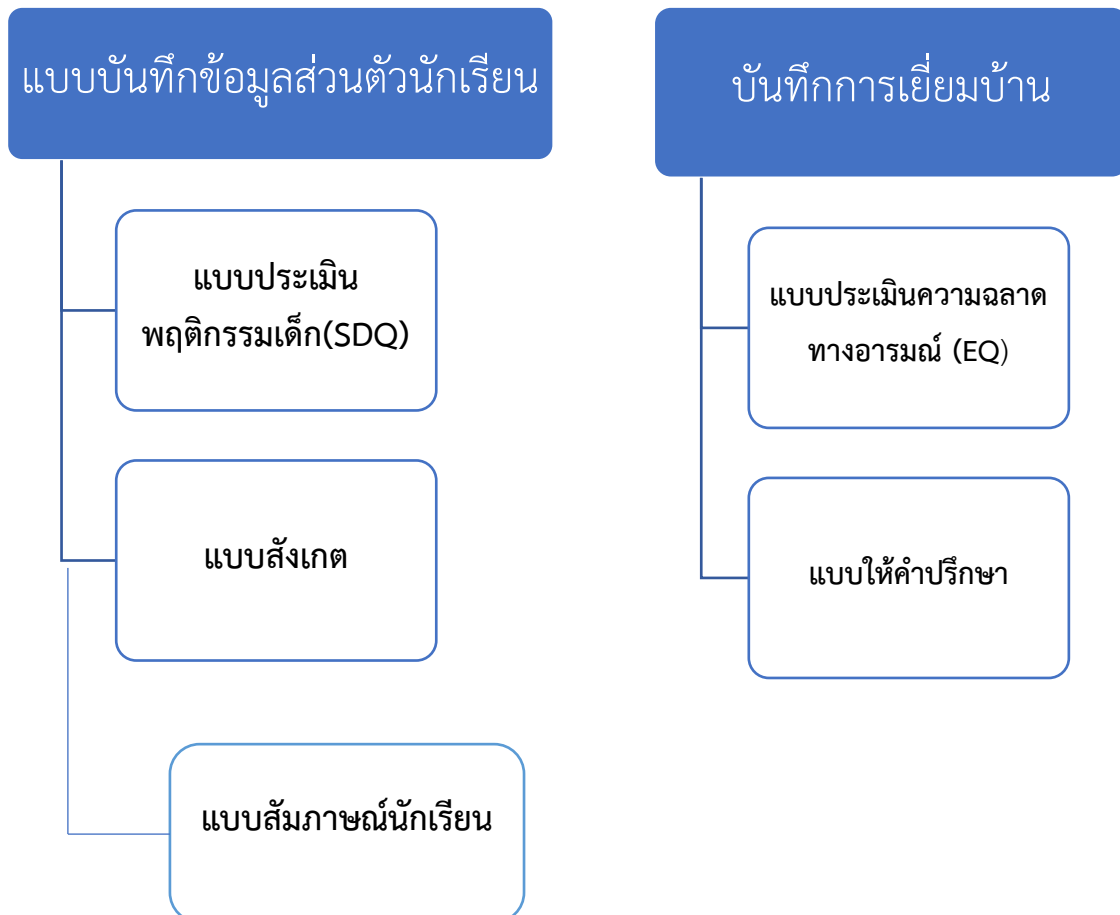 แบบบันทึกข้อมูลส่วนตัวนักเรียน
แบบประเมิน
พฤติกรรมเด็ก(SDQ)
แบบสังเกต
แบบสัมภาษณ์นักเรียน
บันทึกการเยี่ยมบ้าน
แบบประเมินความฉลาด
ทางอารมณ์ (EQ)
แบบให้คำปรึกษา